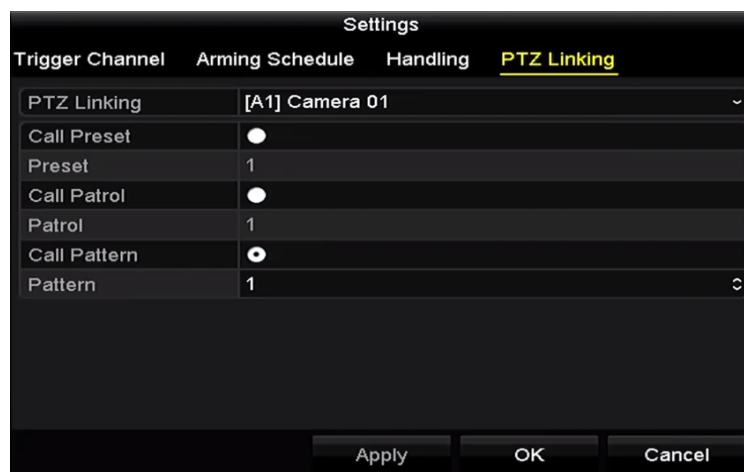 Settings
Trigger Channel Arming Schedule Handling PTZ Linking
PTZ Linking [A1] Camera 01
Call Preset
Preset 1
Call Patrol
Patrol 1
Call Pattern
Pattern 1
Apply OK Cancel